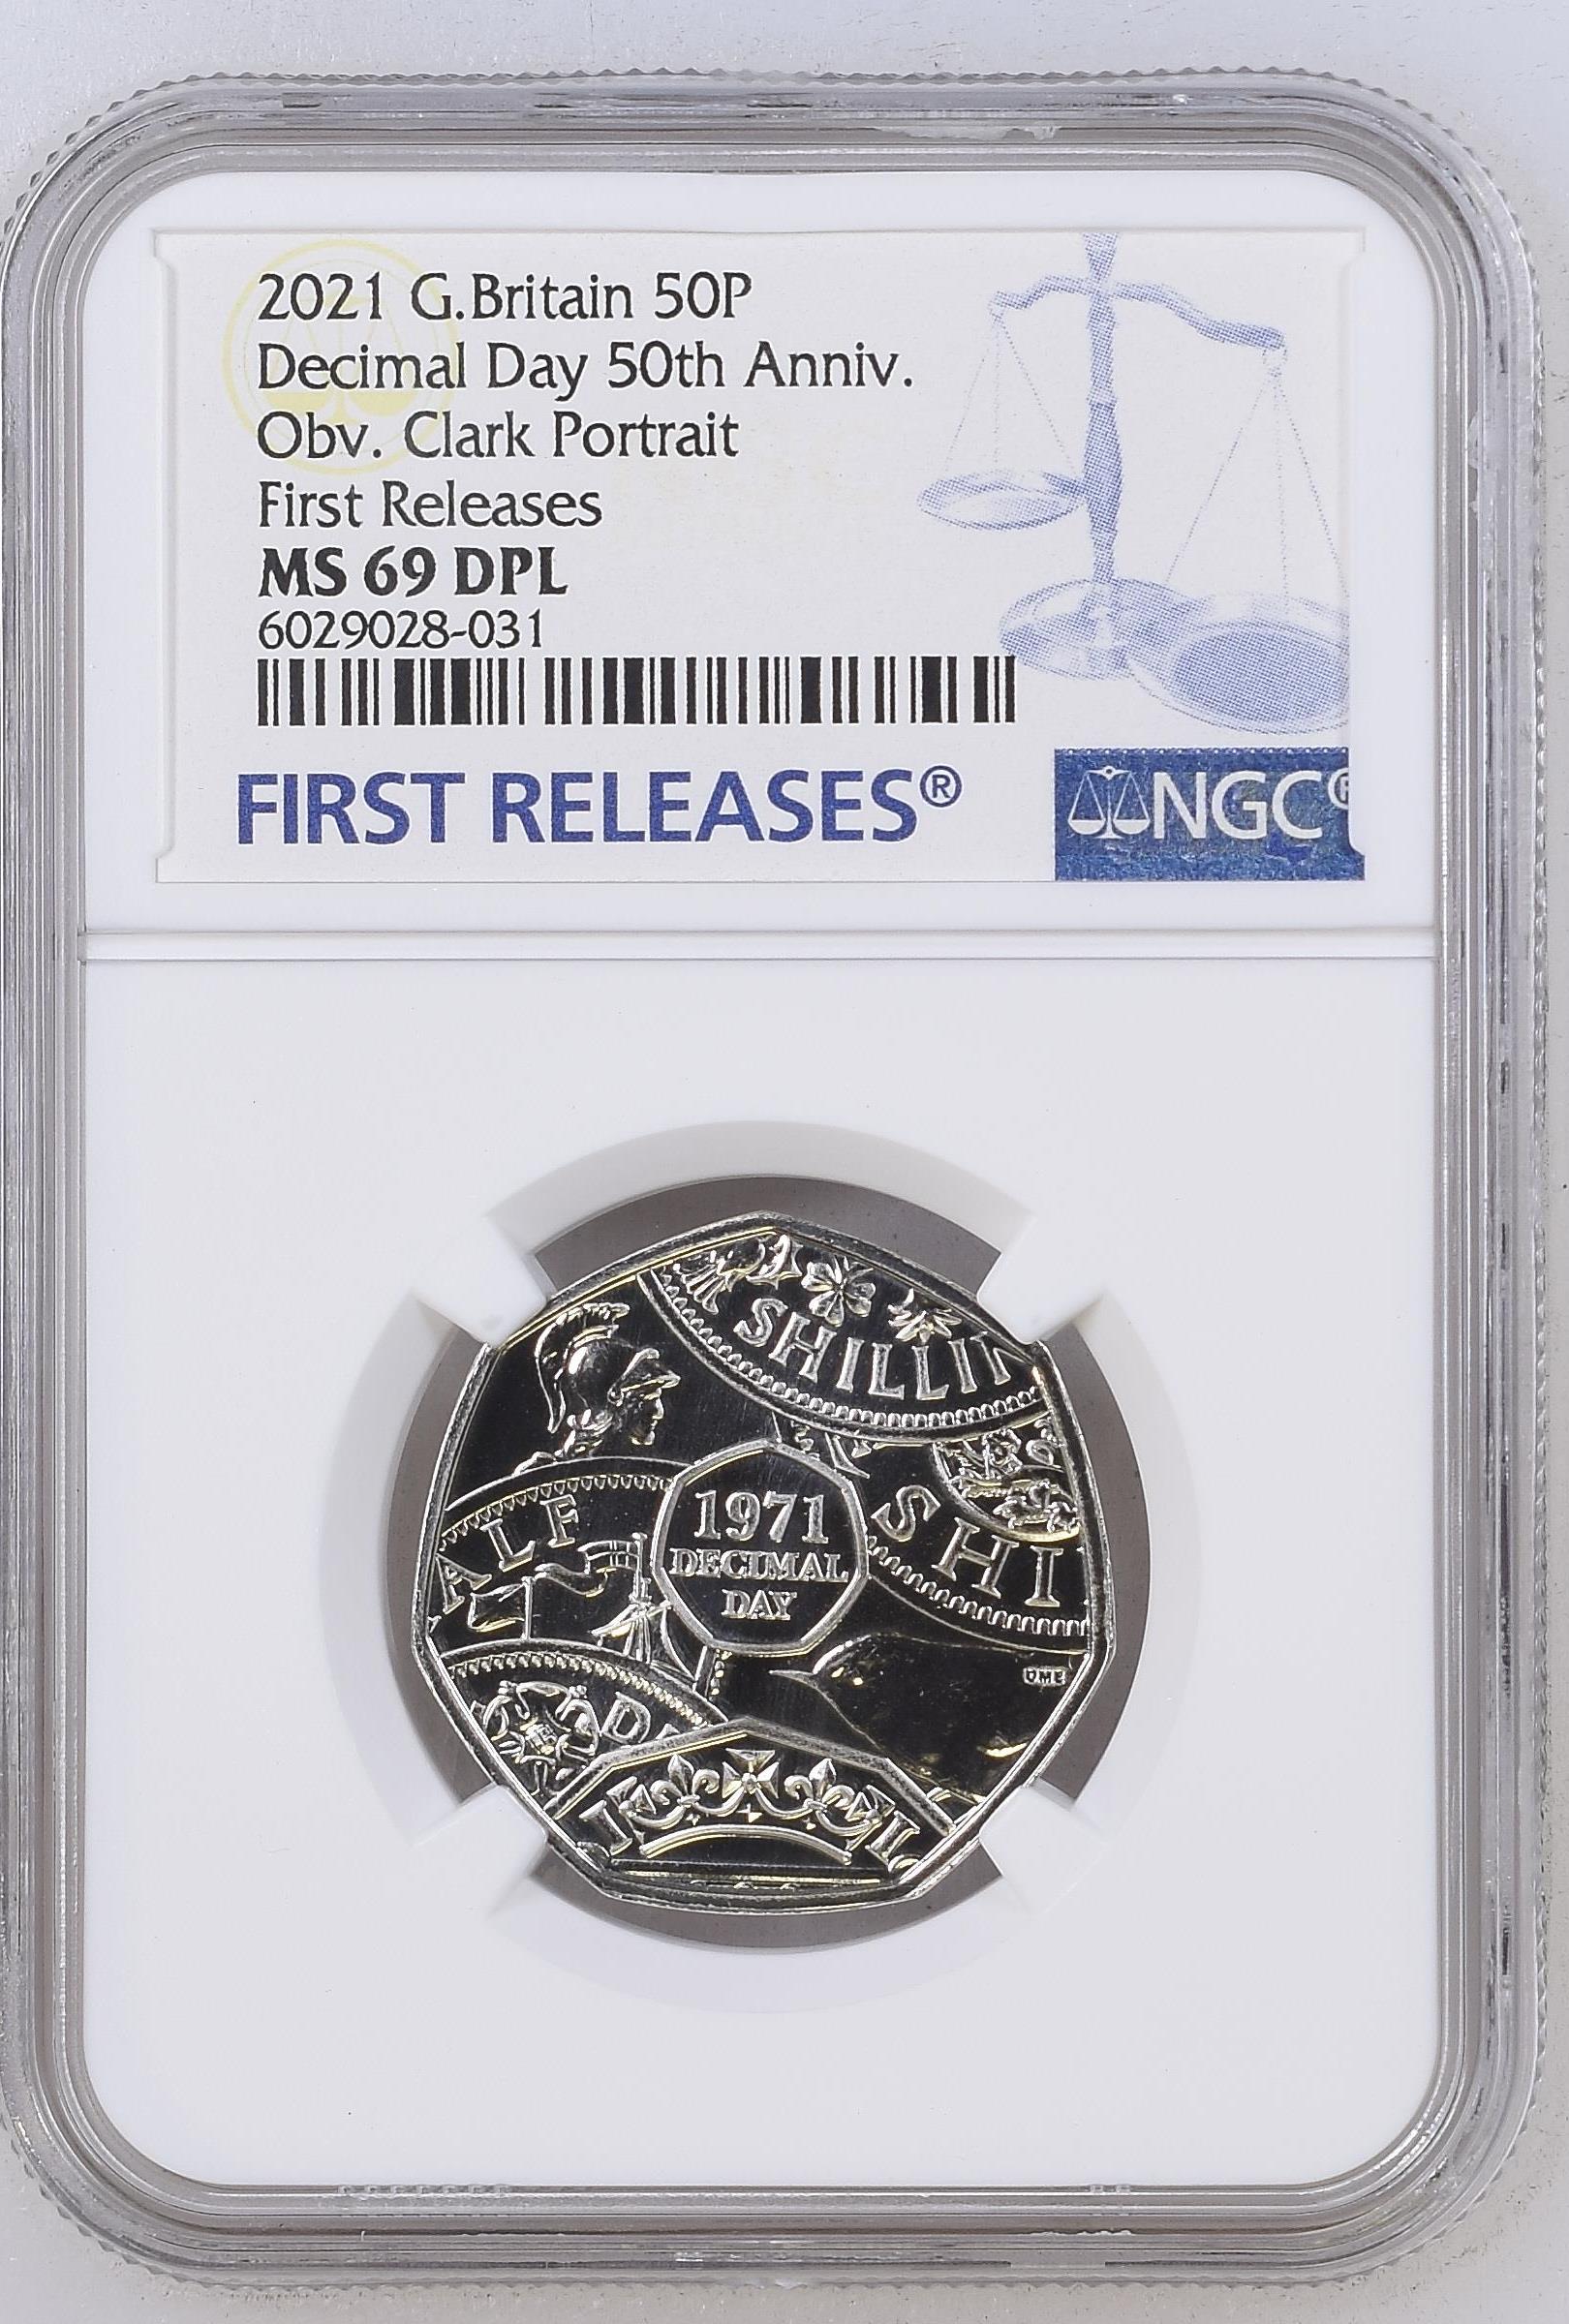 2021 G.Britain 50P
Decimal Day 50th Anniv.
Obv. Clark Portrait
First Releases
MS 69 DPL
6029028-031
FIRST RELEASES®
NGC®
SHILLIN
ALF
SHI
1971
DECIMAL
DAY
DME